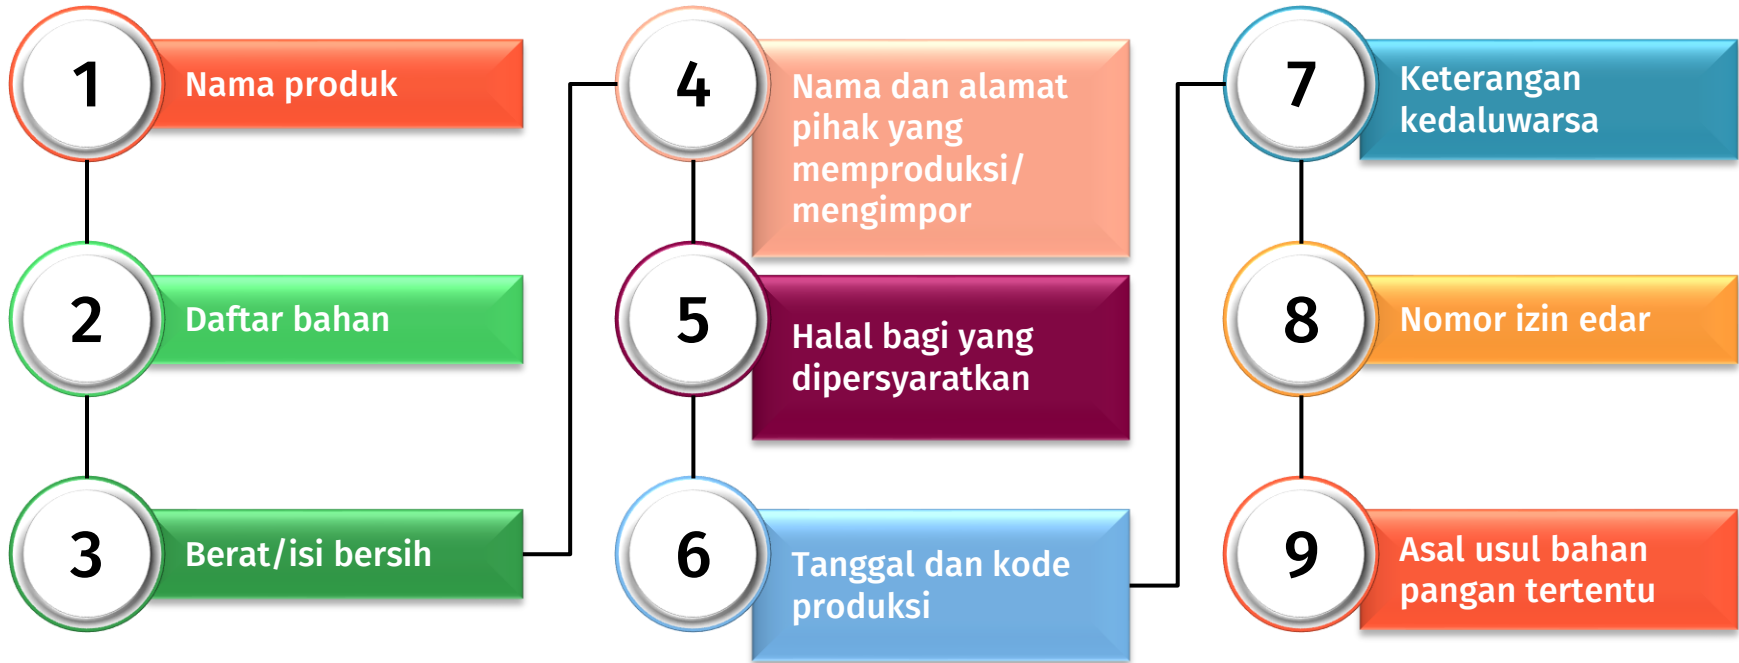 1
Nama produk
2
Daftar bahan
3
Berat/isi bersih
4
Nama dan alamat
pihak yang
memproduksi/
mengimpor
5
Halal bagi yang
dipersyaratkan
6
Tanggal dan kode
produksi
7
Keterangan
kedaluwarsa
8
Nomor izin edar
9
Asal usul bahan
pangan tertentu